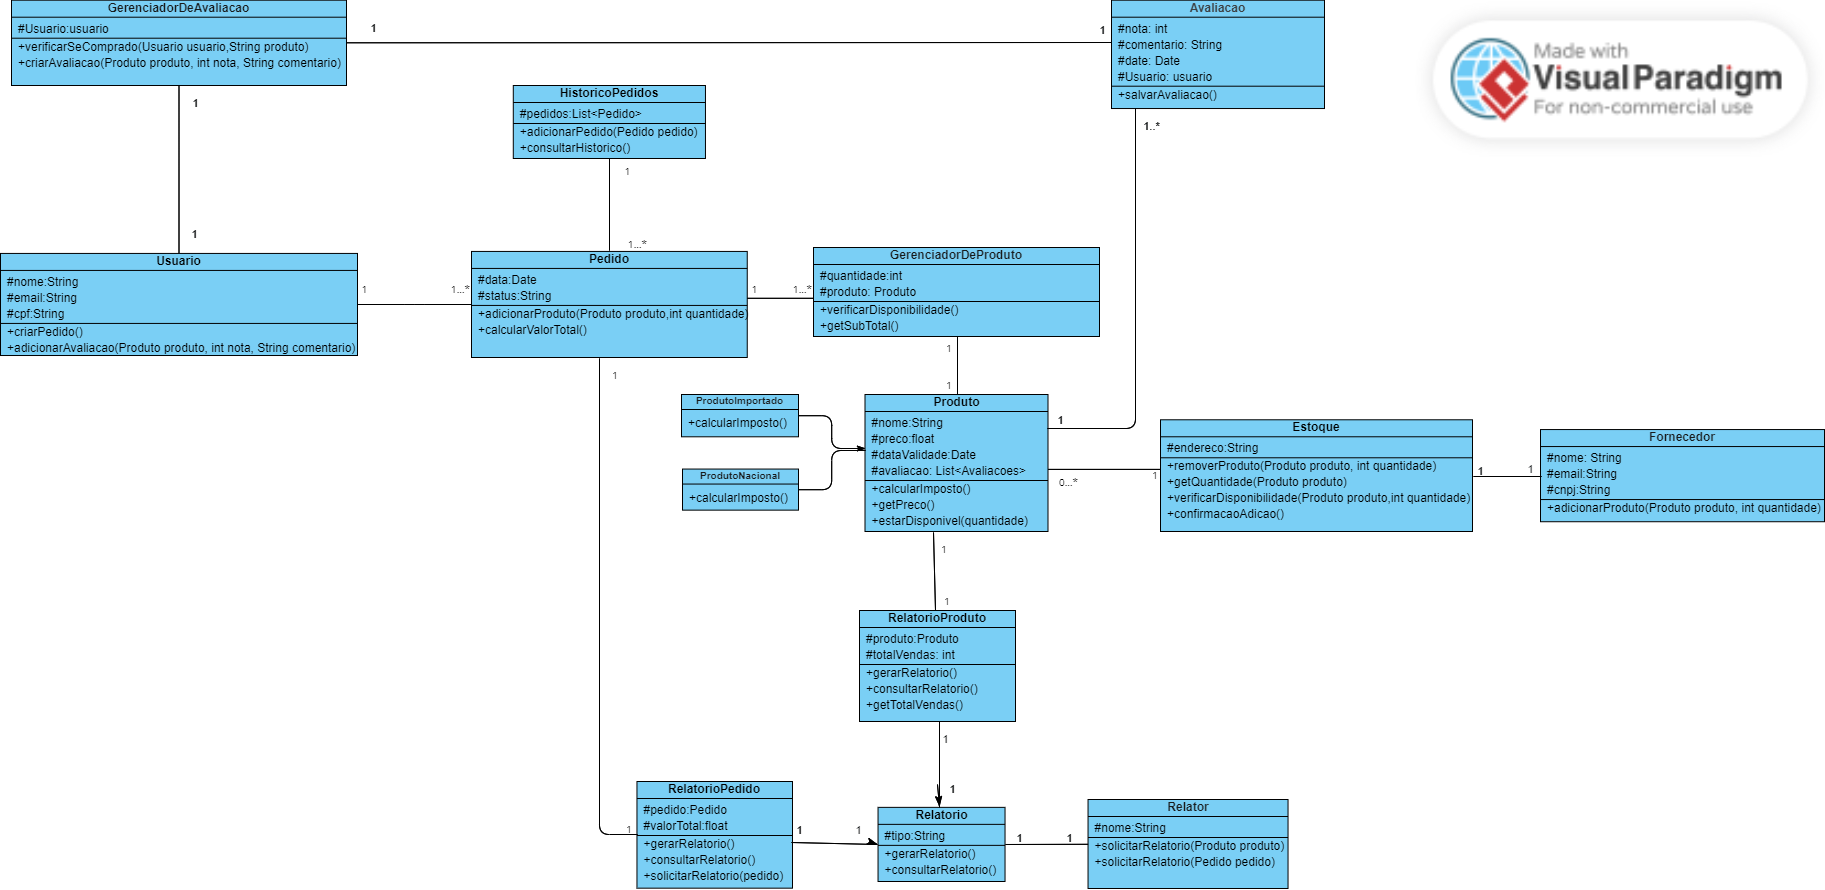 GerenciadorDeAvaliacao
#Usuario:usuario
+verificarSeComprado(Usuario usuario,String produto)
+criarAvaliacao(Produto produto, int nota, String comentario)
1
1
Avaliacao
#nota: int
#comentario: String
#date: Date
#Usuario: usuario
+salvarAvaliacao()
Made with
Visual Paradigm
For non-commercial use
1
1
1..*
HistoricoPedidos
#pedidos:List<Pedido>
+adicionarPedido(Pedido pedido)
+consultarHistorico()
1
1...*
Usuario
#nome:String
#email:String
#cpf:String
+criarPedido()
+adicionarAvaliacao(Produto produto, int nota, String comentario)
1
1...*
Pedido
#data:Date
#status:String
+adicionarProduto(Produto produto,int quantidade)
+calcularValorTotal()
1
1...*
1
GerenciadorDeProduto
#quantidade:int
#produto: Produto
+verificarDisponibilidade()
+getSubTotal()
1
1
ProdutoImportado
+calcularImposto()
ProdutoNacional
+calcularImposto()
Produto
#nome:String
#preco:float
#dataValidade:Date
#avaliacao: List<Avaliacoes>
+calcularImposto()
+getPreco()
+estarDisponivel(quantidade)
1
0...*
1
Estoque
#endereco:String
+removerProduto(Produto produto, int quantidade)
+getQuantidade(Produto produto)
+verificarDisponibilidade(Produto produto,int quantidade)
+confirmacaoAdicao()
1
1
Fornecedor
#nome: String
#email:String
#cnpj:String
+adicionarProduto(Produto produto, int quantidade)
1
1
RelatorioProduto
#produto:Produto
#totalVendas: int
+gerarRelatorio()
+consultarRelatorio()
+getTotalVendas()
1
1
RelatorioPedido
#pedido:Pedido
#valorTotal:float
+gerarRelatorio()
+consultarRelatorio()
+solicitarRelatorio(pedido)
1
1
1
Relatorio
#tipo:String
+gerarRelatorio()
+consultarRelatorio()
1
1
Relator
#nome:String
+solicitarRelatorio(Produto produto)
+solicitarRelatorio(Pedido pedido)